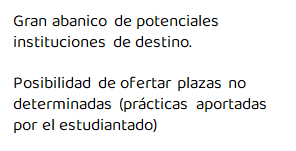 Gran abanico de potenciales
instituciones de destino.
Posibilidad de ofertar plazas no
determinadas (prácticas aportadas
por el estudiantado)